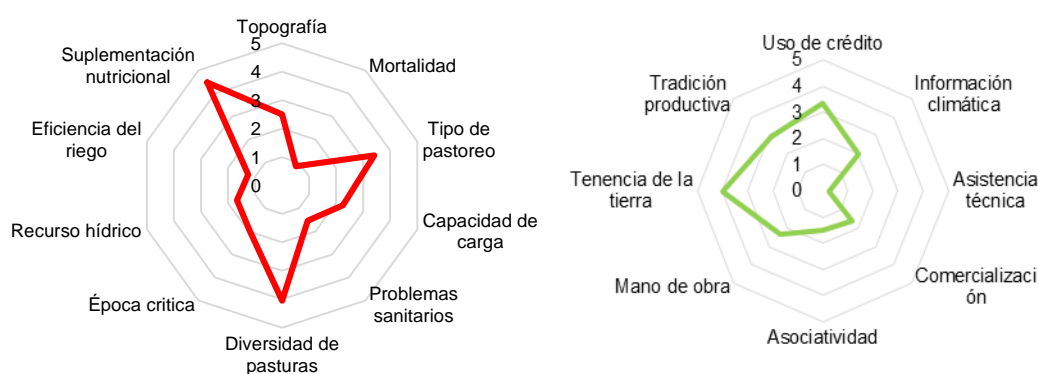 Topografía
Mortalidad
Tipo de
pastoreo
Capacidad de
carga
Problemas
sanitarios
Diversidad de
pasturas
Época critica
Recurso hídrico
Eficiencia del
riego
Suplementación
nutricional
5
4
3
2
1
0
Uso de crédito
Información
climática
Asistencia
técnica
Comercializaci
ón
Asociatividad
Mano de obra
Tenencia de la
tierra
Tradición
productiva
5
4
3
2
1
0